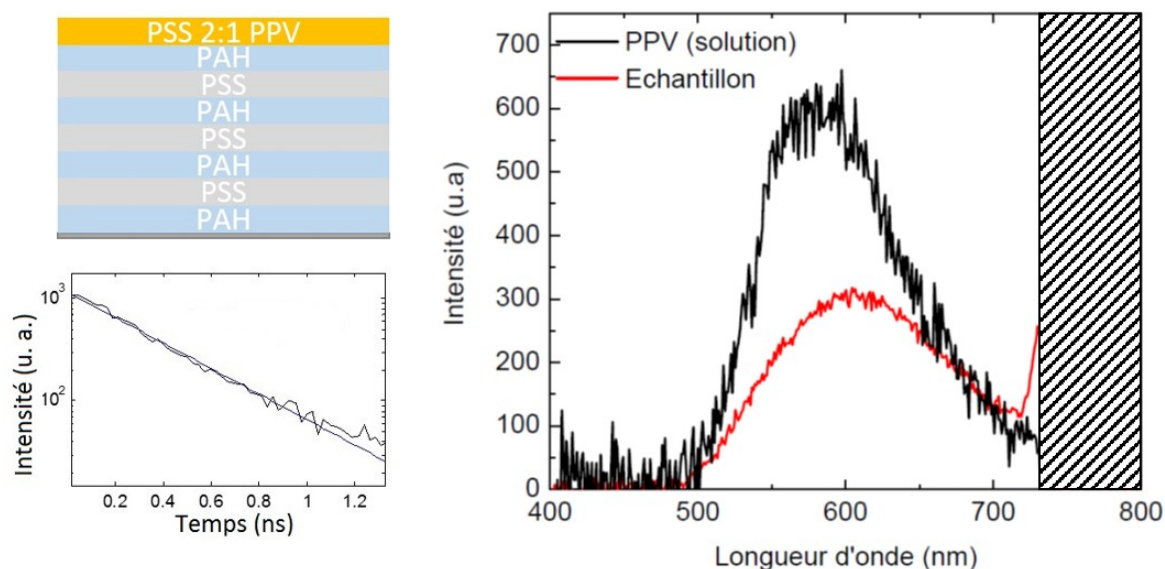 PSS 2:1 PPV
PAH
PSS
PAH
PSS
PAH
PSS
PAH
Intensité (u. a.)
10³
10²
0.2 0.4 0.6 0.8 1 1.2
Temps (ns)
PPV (solution)
Echantillon
Intensité (u.a)
700
600
500
400
300
200
100
0
400 500 600 700 800
Longueur d'onde (nm)